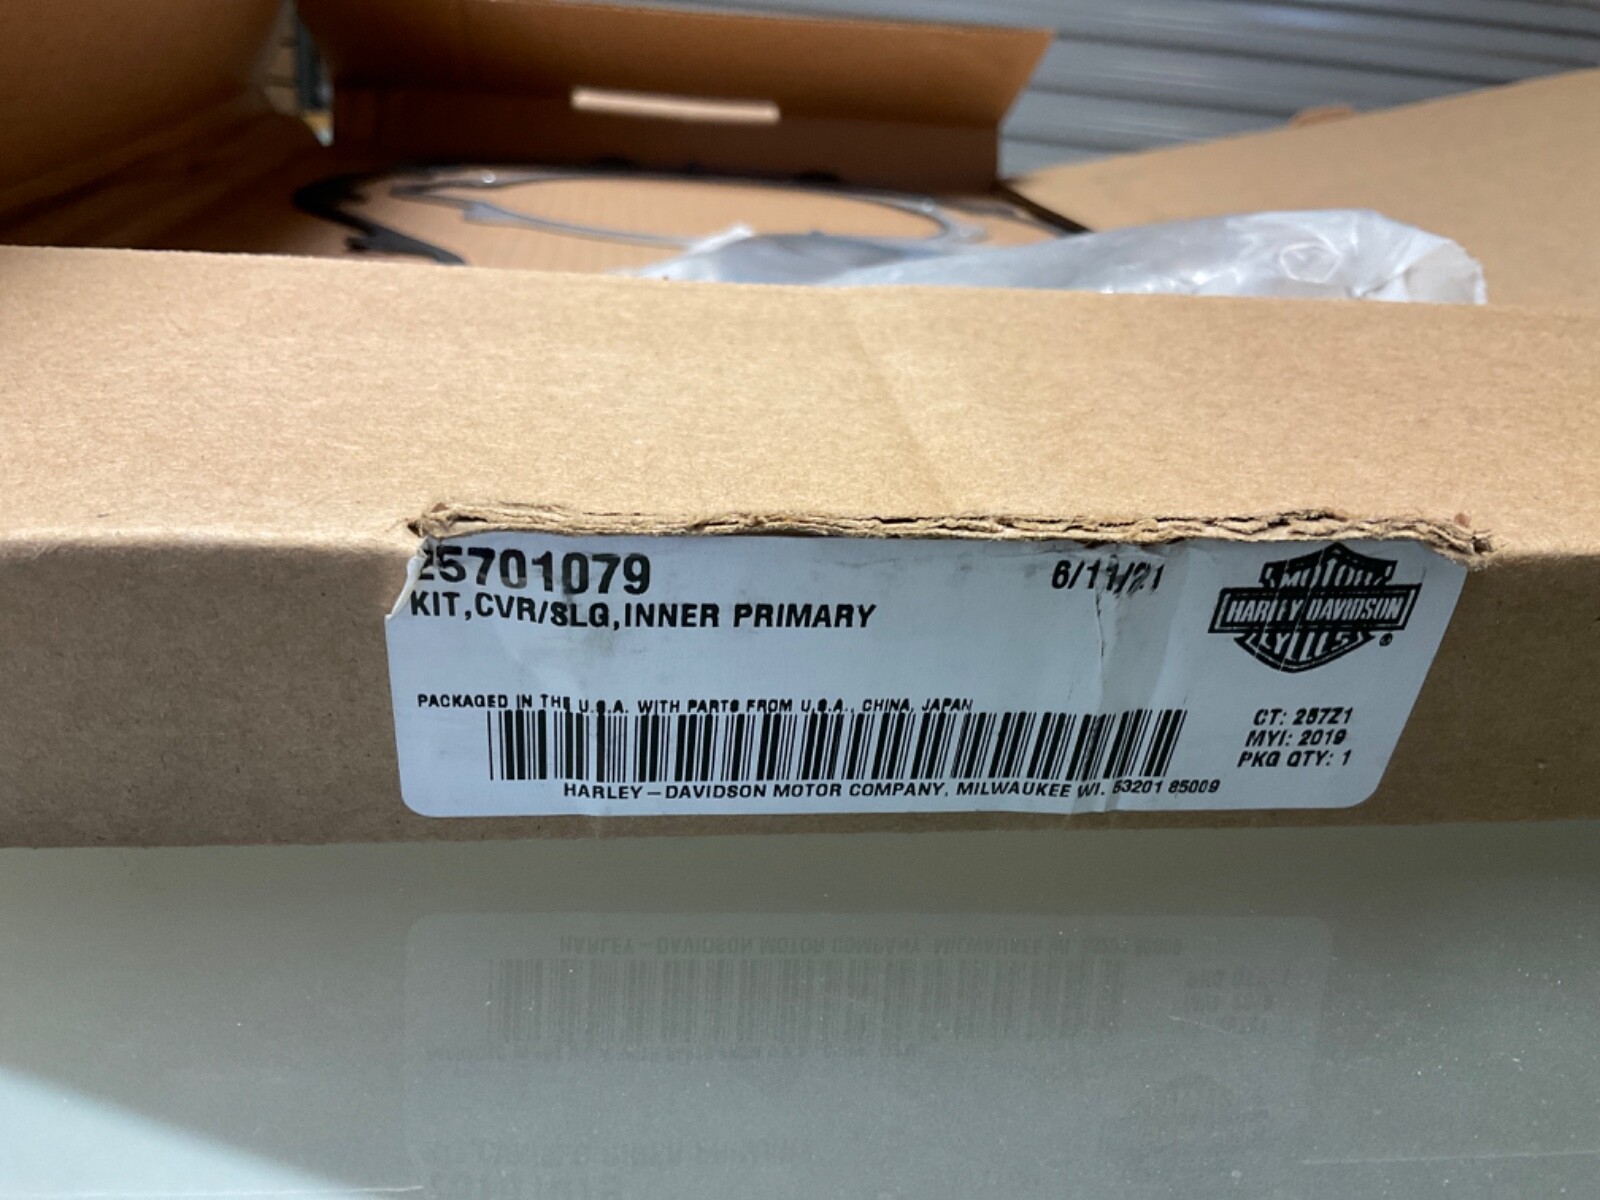 25701079
6/11/21
KIT,CVR/SLG,INNER PRIMARY
MOTOR
HARLEY-DAVIDSON
CYCLES
®
PACKAGED IN THE U.S.A. WITH PARTS FROM U.S.A., CHINA, JAPAN
CT: 257Z1
MYI: 2019
PKG QTY: 1
HARLEY–DAVIDSON MOTOR COMPANY, MILWAUKEE WI. 53201 85009